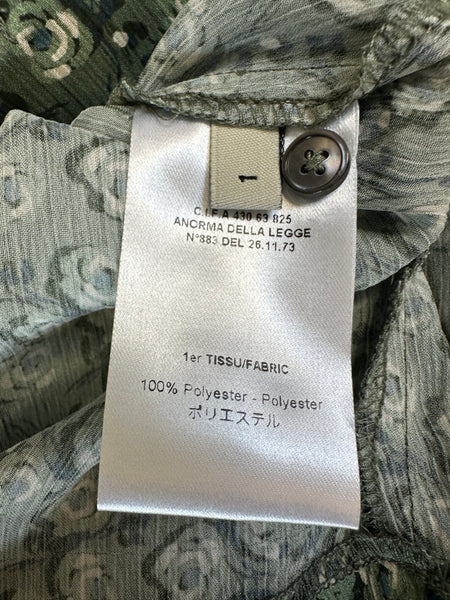 1
C.I.F.A 430 63 825
ANORMA DELLA LEGGE
N°883 DEL 26.11.73
1er TISSU/FABRIC
100% Polyester - Polyester
ポリエステル